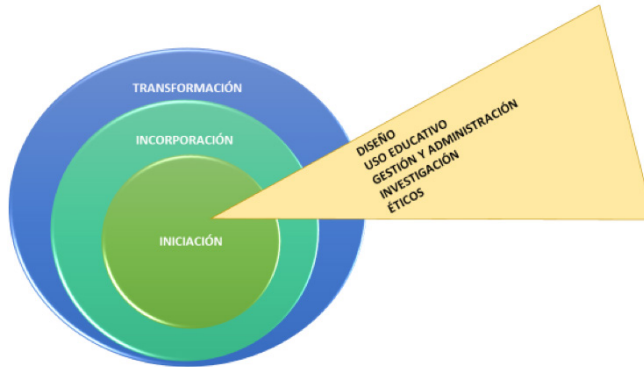 TRANSFORMACIÓN
INCORPORACIÓN
INICIACIÓN
DISEÑO
USO EDUCATIVO
GESTIÓN Y ADMINISTRACIÓN
INVESTIGACIÓN
ÉTICOS